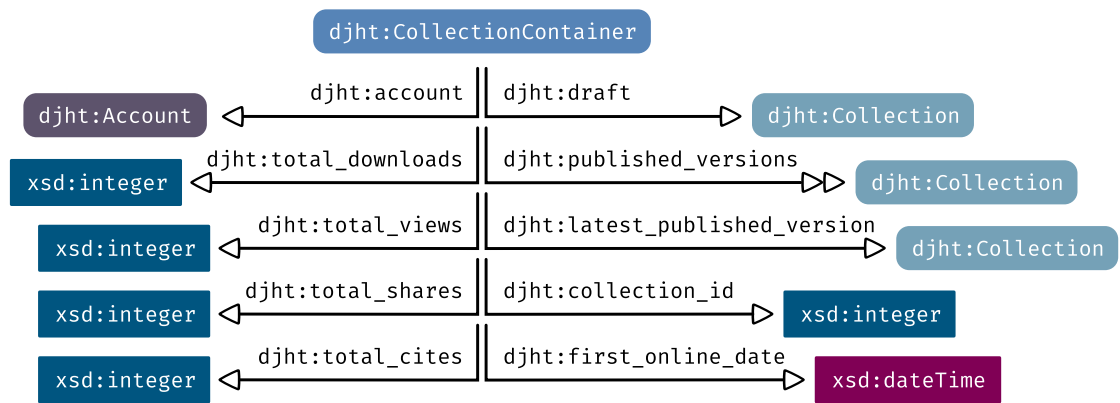 djht:CollectionContainer
djht:account djht:draft
djht:Account djht:Collection
djht:total_downloads djht:published_versions
xsd:integer djht:Collection
djht:total_views djht:latest_published_version
xsd:integer djht:Collection
djht:total_shares djht:collection_id
xsd:integer xsd:integer
djht:total_cites djht:first_online_date
xsd:integer xsd:dateTime